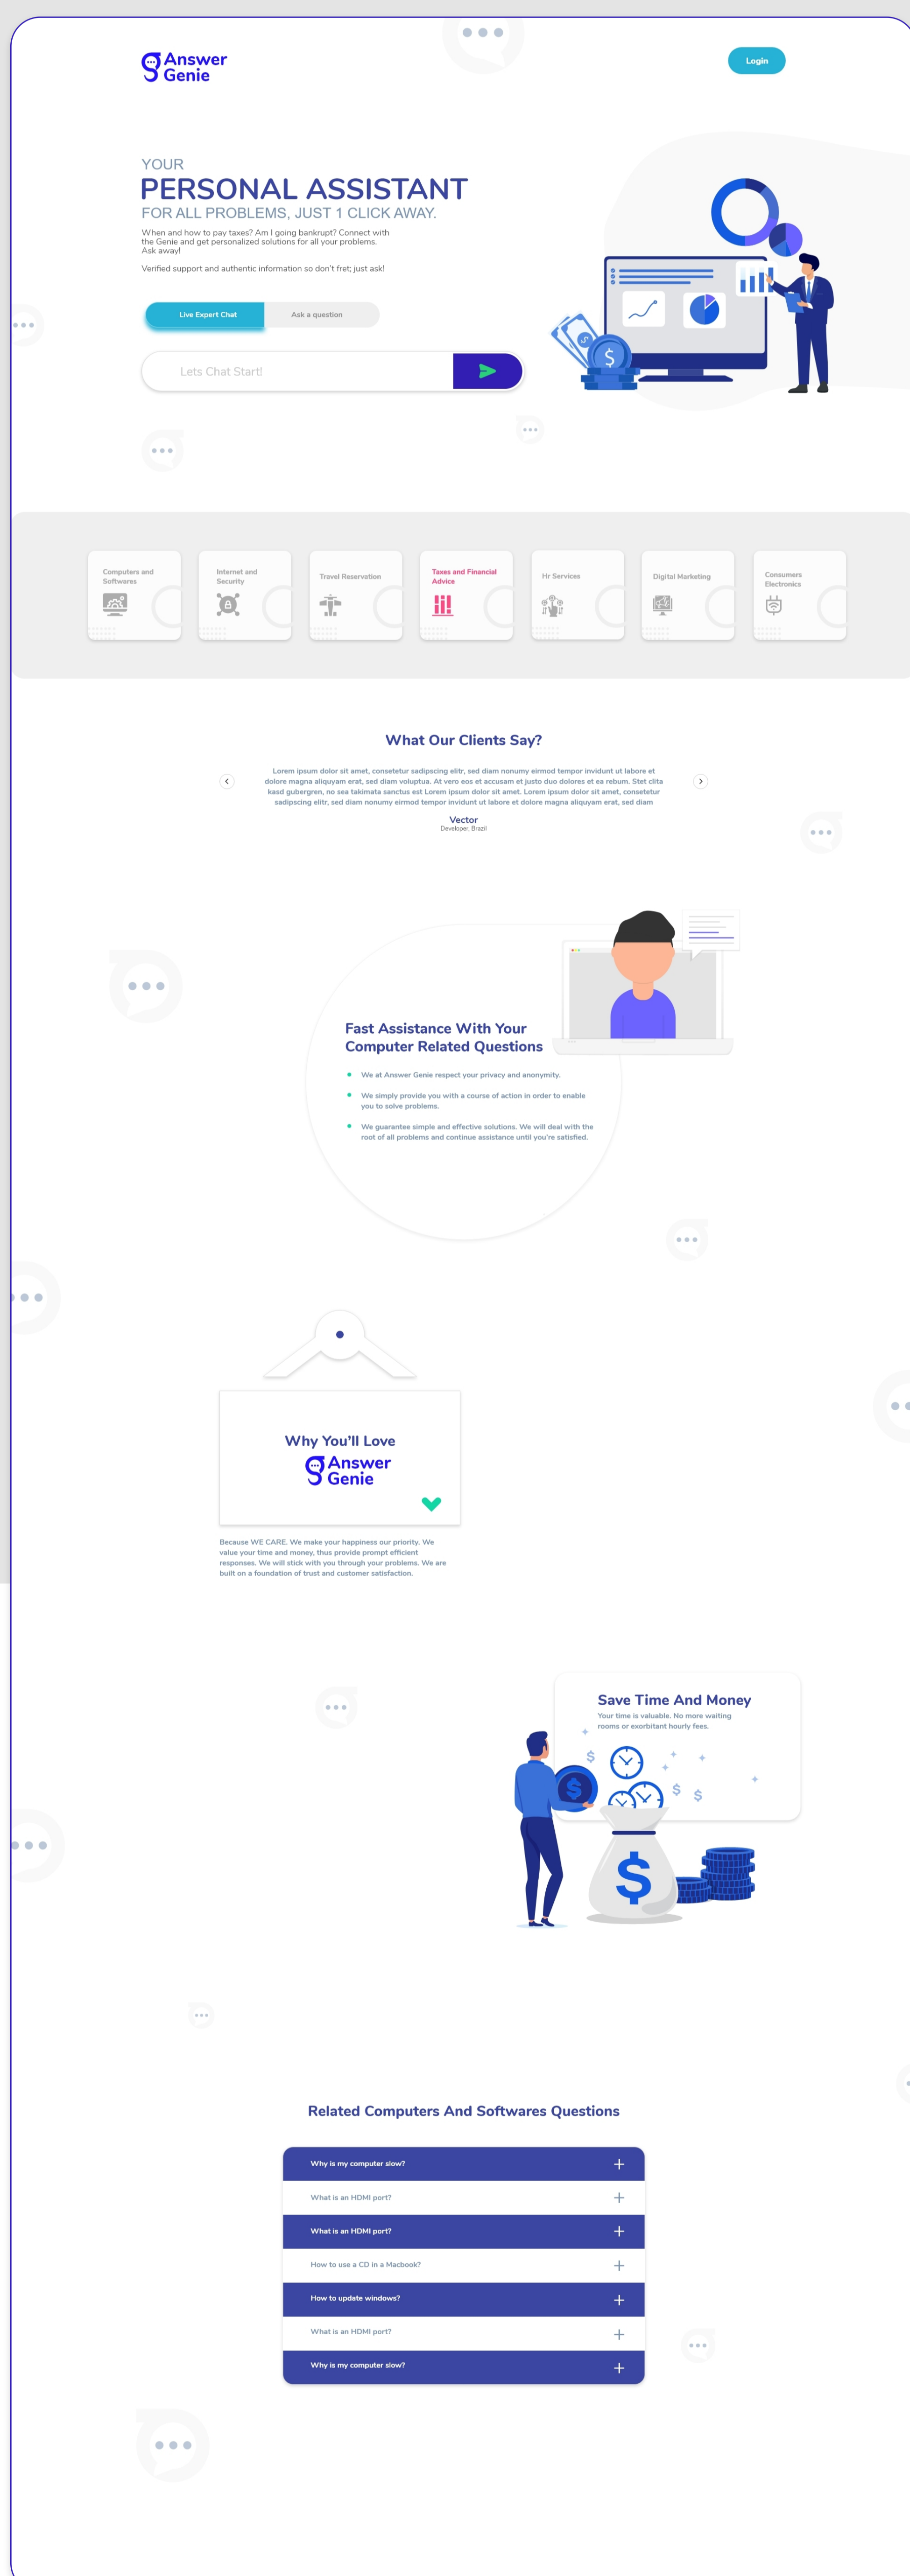 Answer
Genie
Login
YOUR
PERSONAL ASSISTANT
FOR ALL PROBLEMS, JUST 1 CLICK AWAY.
When and how to pay taxes? Am I going bankrupt? Connect with
the Genie and get personalized solutions for all your problems.
Ask away!
Verified support and authentic information so don't fret; just ask!
Live Expert Chat
Ask a question
Lets Chat Start!
Computers and
Softwares
Internet and
Security
Travel Reservation
Taxes and Financial
Advice
Hr Services
Digital Marketing
Consumers
Electronics
What Our Clients Say?
Lorem ipsum dolor sit amet, consetetur sadipscing elitr, sed diam nonumy eirmod tempor invidunt ut labore et
dolore magna aliquyam erat, sed diam voluptua. At vero eos et accusam et justo duo dolores et ea rebum. Stet clita
kasd gubergren, no sea takimata sanctus est Lorem ipsum dolor sit amet. Lorem ipsum dolor sit amet, consetetur
sadipscing elitr, sed diam nonumy eirmod tempor invidunt ut labore et dolore magna aliquyam erat, sed diam
Vector
Developer, Brazil
Fast Assistance With Your
Computer Related Questions
We at Answer Genie respect your privacy and anonymity.
We simply provide you with a course of action in order to enable
you to solve problems.
We guarantee simple and effective solutions. We will deal with the
root of all problems and continue assistance until you're satisfied.
Why You'll Love
Answer
Genie
Because WE CARE. We make your happiness our priority. We
value your time and money, thus provide prompt efficient
responses. We will stick with you through your problems. We are
built on a foundation of trust and customer satisfaction.
Save Time And Money
Your time is valuable. No more waiting
rooms or exorbitant hourly fees.
Related Computers And Softwares Questions
Why is my computer slow?
What is an HDMI port?
What is an HDMI port?
How to use a CD in a Macbook?
How to update windows?
What is an HDMI port?
Why is my computer slow?